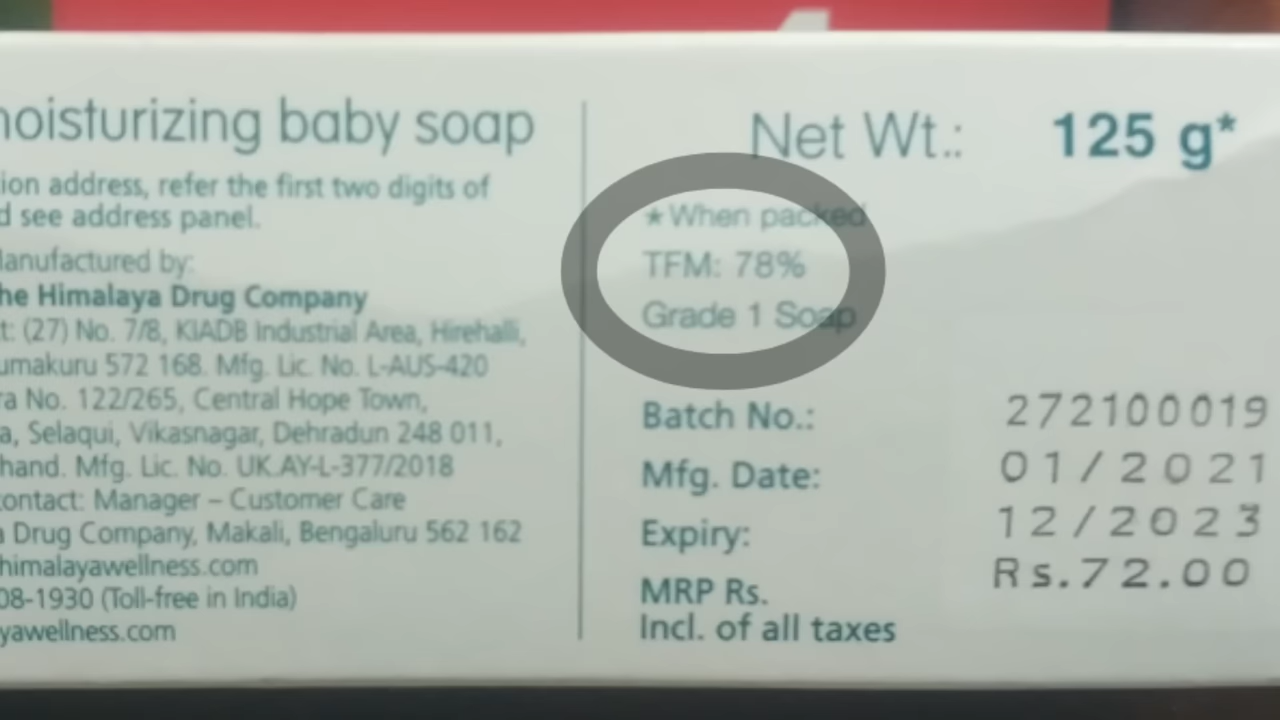 moisturizing baby soap
ion address, refer the first two digits of
d see address panel.
Manufactured by:
The Himalaya Drug Company
t: (27) No. 7/8, KIADB Industrial Area, Hirehalli,
umakuru 572 168. Mfg. Lic. No. L-AUS-420
ra No. 122/265, Central Hope Town,
a, Selaqui, Vikasnagar, Dehradun 248 011,
hand. Mfg. Lic. No. UK.AY-L-377/2018
contact: Manager – Customer Care
a Drug Company, Makali, Bengaluru 562 162
himalayawellness.com
08-1930 (Toll-free in India)
yawellness.com
Net Wt.: 125 g*
*When packed
TFM: 78%
Grade 1 Soap
Batch No.: 272100019
Mfg. Date: 01/2021
Expiry: 12/2023
MRP Rs. Rs.72.00
Incl. of all taxes